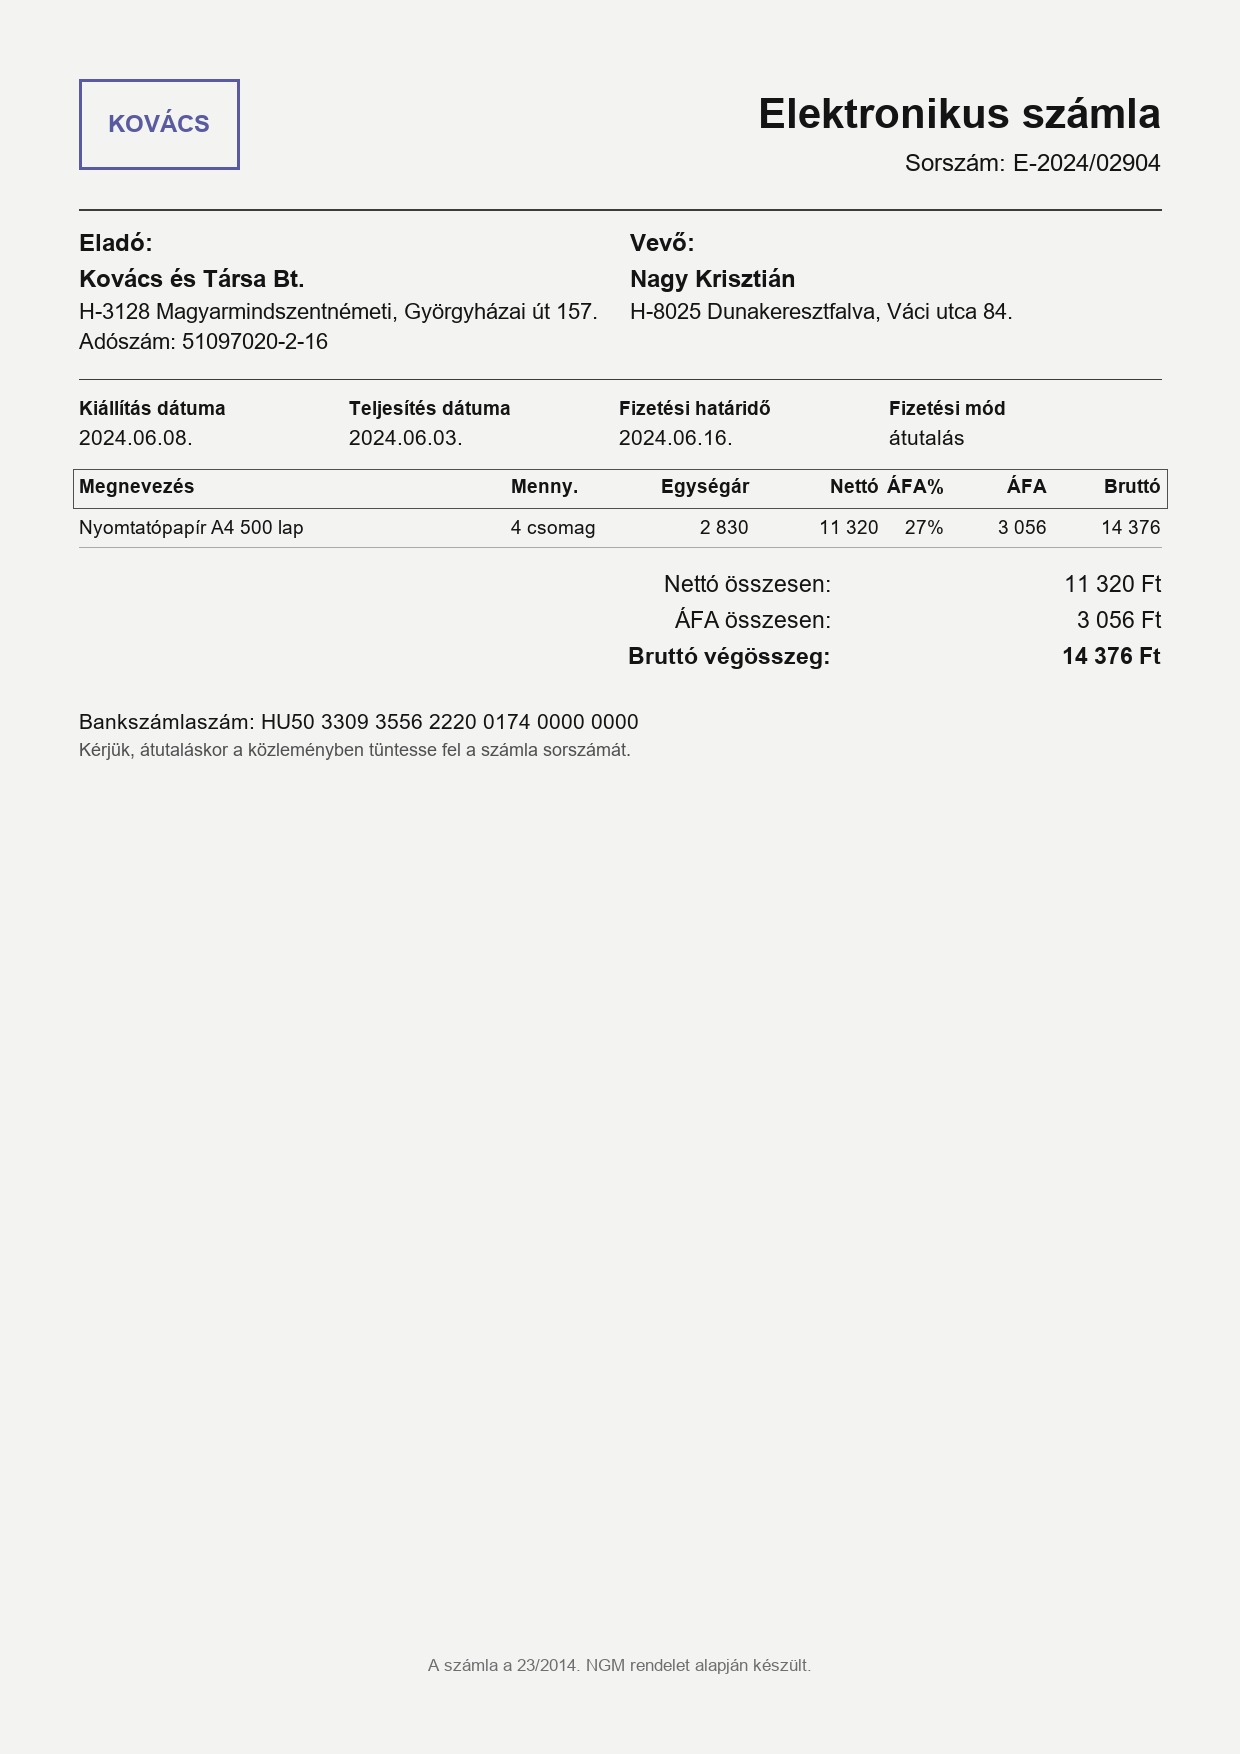 KOVÁCS
Elektronikus számla
Sorszám: E-2024/02904
Eladó:
Kovács és Társa Bt.
H-3128 Magyarmindszentnémeti, Györgyházai út 157.
Adószám: 51097020-2-16
Vevő:
Nagy Krisztián
H-8025 Dunakeresztfalva, Váci utca 84.
Kiállítás dátuma Teljesítés dátuma Fizetési határidő Fizetési mód
2024.06.08. 2024.06.03. 2024.06.16. átutalás
Megnevezés Menny. Egységár Nettó ÁFA% ÁFA Bruttó
Nyomtatópapír A4 500 lap 4 csomag 2 830 11 320 27% 3 056 14 376
Nettó összesen: 11 320 Ft
ÁFA összesen: 3 056 Ft
Bruttó végösszeg: 14 376 Ft
Bankszámlaszám: HU50 3309 3556 2220 0174 0000 0000
Kérjük, átutaláskor a közleményben tüntesse fel a számla sorszámát.
A számla a 23/2014. NGM rendelet alapján készült.